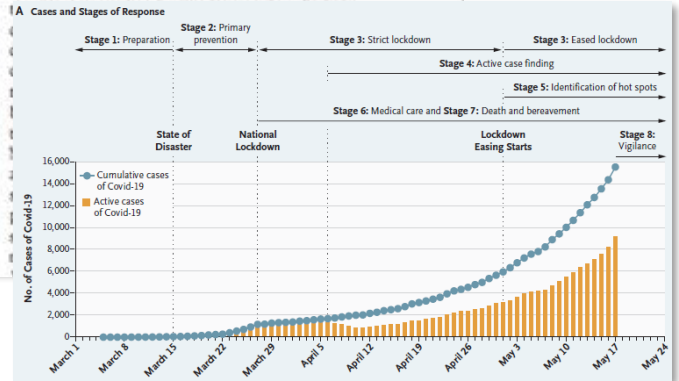 A Cases and Stages of Response
Stage 1: Preparation
Stage 2: Primary
prevention
Stage 3: Strict lockdown
Stage 3: Eased lockdown
Stage 4: Active case finding
Stage 5: Identification of hot spots
Stage 6: Medical care and Stage 7: Death and bereavement
State of
Disaster
National
Lockdown
Lockdown
Easing Starts
Stage 8:
Vigilance
No. of Cases of Covid-19
16,000
14,000
12,000
10,000
8,000
6,000
4,000
2,000
0
Cumulative cases
of Covid-19
Active cases
of Covid-19
March 1
March 8
March 15
March 22
March 29
April 5
April 12
April 19
April 26
May 3
May 10
May 17
May 24